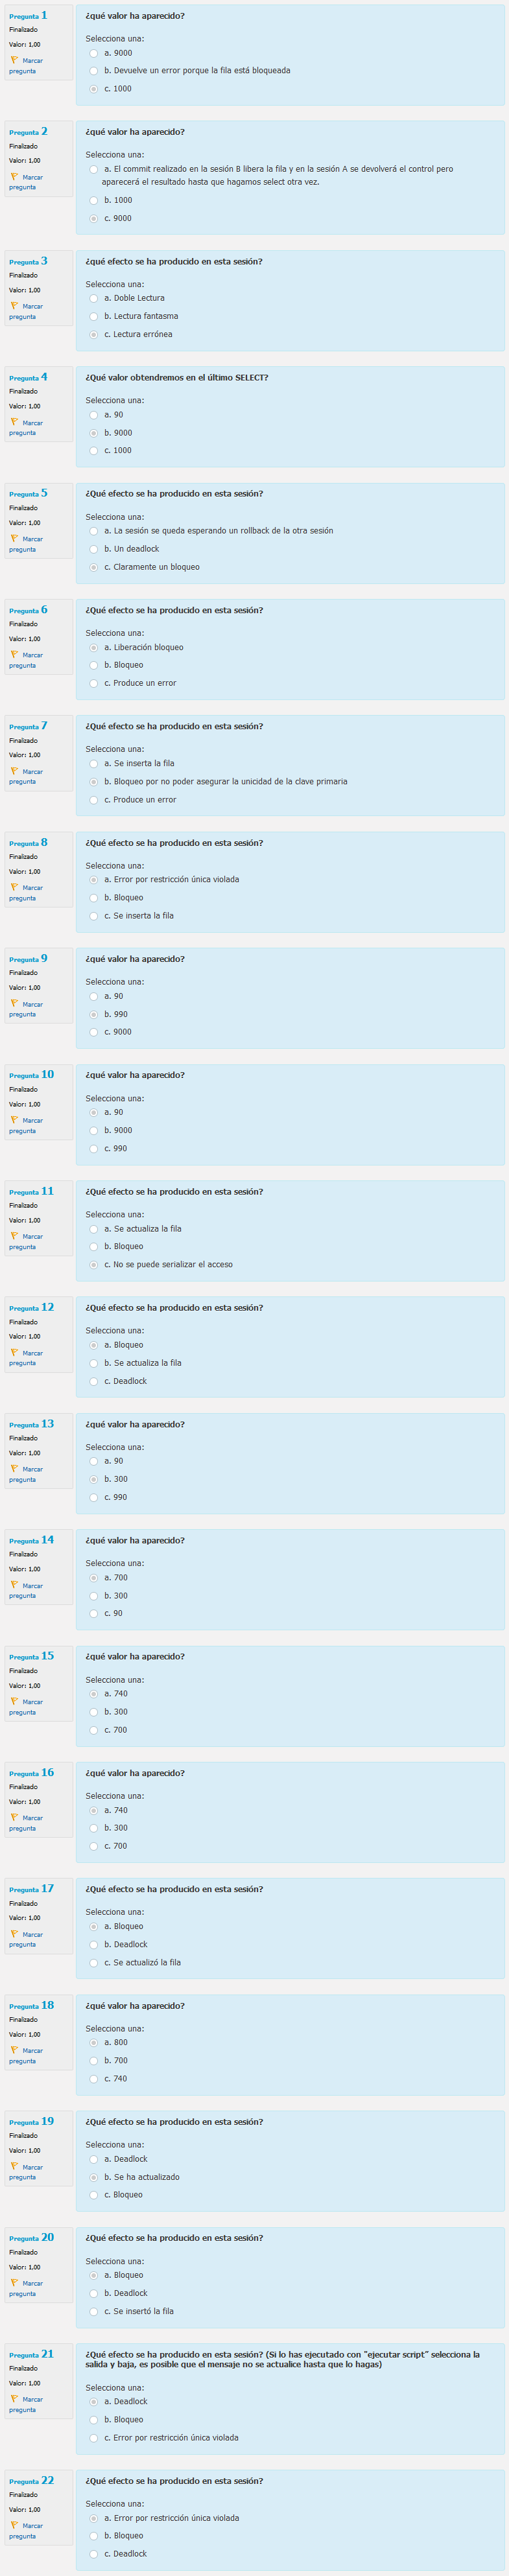 Pregunta 1
Finalizado
Valor: 1,00
Marcar
pregunta
¿qué valor ha aparecido?
Selecciona una:
a. 9000
b. Devuelve un error porque la fila está bloqueada
c. 1000
Pregunta 2
Finalizado
Valor: 1,00
Marcar
pregunta
¿qué valor ha aparecido?
Selecciona una:
a. El commit realizado en la sesión B libera la fila y en la sesión A se devolverá el control pero
aparecerá el resultado hasta que hagamos select otra vez.
b. 1000
c. 9000
Pregunta 3
Finalizado
Valor: 1,00
Marcar
pregunta
¿qué efecto se ha producido en esta sesión?
Selecciona una:
a. Doble Lectura
b. Lectura fantasma
c. Lectura errónea
Pregunta 4
Finalizado
Valor: 1,00
Marcar
pregunta
¿Qué valor obtendremos en el último SELECT?
Selecciona una:
a. 90
b. 9000
c. 1000
Pregunta 5
Finalizado
Valor: 1,00
Marcar
pregunta
¿Qué efecto se ha producido en esta sesión?
Selecciona una:
a. La sesión se queda esperando un rollback de la otra sesión
b. Un deadlock
c. Claramente un bloqueo
Pregunta 6
Finalizado
Valor: 1,00
Marcar
pregunta
¿Qué efecto se ha producido en esta sesión?
Selecciona una:
a. Liberación bloqueo
b. Bloqueo
c. Produce un error
Pregunta 7
Finalizado
Valor: 1,00
Marcar
pregunta
¿Qué efecto se ha producido en esta sesión?
Selecciona una:
a. Se inserta la fila
b. Bloqueo por no poder asegurar la unicidad de la clave primaria
c. Produce un error
Pregunta 8
Finalizado
Valor: 1,00
Marcar
pregunta
¿Qué efecto se ha producido en esta sesión?
Selecciona una:
a. Error por restricción única violada
b. Bloqueo
c. Se inserta la fila
Pregunta 9
Finalizado
Valor: 1,00
Marcar
pregunta
¿qué valor ha aparecido?
Selecciona una:
a. 90
b. 990
c. 9000
Pregunta 10
Finalizado
Valor: 1,00
Marcar
pregunta
¿qué valor ha aparecido?
Selecciona una:
a. 90
b. 9000
c. 990
Pregunta 11
Finalizado
Valor: 1,00
Marcar
pregunta
¿Qué efecto se ha producido en esta sesión?
Selecciona una:
a. Se actualiza la fila
b. Bloqueo
c. No se puede serializar el acceso
Pregunta 12
Finalizado
Valor: 1,00
Marcar
pregunta
¿Qué efecto se ha producido en esta sesión?
Selecciona una:
a. Bloqueo
b. Se actualiza la fila
c. Deadlock
Pregunta 13
Finalizado
Valor: 1,00
Marcar
pregunta
¿qué valor ha aparecido?
Selecciona una:
a. 90
b. 300
c. 990
Pregunta 14
Finalizado
Valor: 1,00
Marcar
pregunta
¿qué valor ha aparecido?
Selecciona una:
a. 700
b. 300
c. 90
Pregunta 15
Finalizado
Valor: 1,00
Marcar
pregunta
¿qué valor ha aparecido?
Selecciona una:
a. 740
b. 300
c. 700
Pregunta 16
Finalizado
Valor: 1,00
Marcar
pregunta
¿qué valor ha aparecido?
Selecciona una:
a. 740
b. 300
c. 700
Pregunta 17
Finalizado
Valor: 1,00
Marcar
pregunta
¿Qué efecto se ha producido en esta sesión?
Selecciona una:
a. Bloqueo
b. Deadlock
c. Se actualizó la fila
Pregunta 18
Finalizado
Valor: 1,00
Marcar
pregunta
¿qué valor ha aparecido?
Selecciona una:
a. 800
b. 700
c. 740
Pregunta 19
Finalizado
Valor: 1,00
Marcar
pregunta
¿Qué efecto se ha producido en esta sesión?
Selecciona una:
a. Deadlock
b. Se ha actualizado
c. Bloqueo
Pregunta 20
Finalizado
Valor: 1,00
Marcar
pregunta
¿Qué efecto se ha producido en esta sesión?
Selecciona una:
a. Bloqueo
b. Deadlock
c. Se insertó la fila
Pregunta 21
Finalizado
Valor: 1,00
Marcar
pregunta
¿Qué efecto se ha producido en esta sesión? (Si lo has ejecutado con "ejecutar script" selecciona la
salida y baja, es posible que el mensaje no se actualice hasta que lo hagas)
Selecciona una:
a. Deadlock
b. Bloqueo
c. Error por restricción única violada
Pregunta 22
Finalizado
Valor: 1,00
Marcar
pregunta
¿Qué efecto se ha producido en esta sesión?
Selecciona una:
a. Error por restricción única violada
b. Bloqueo
c. Deadlock